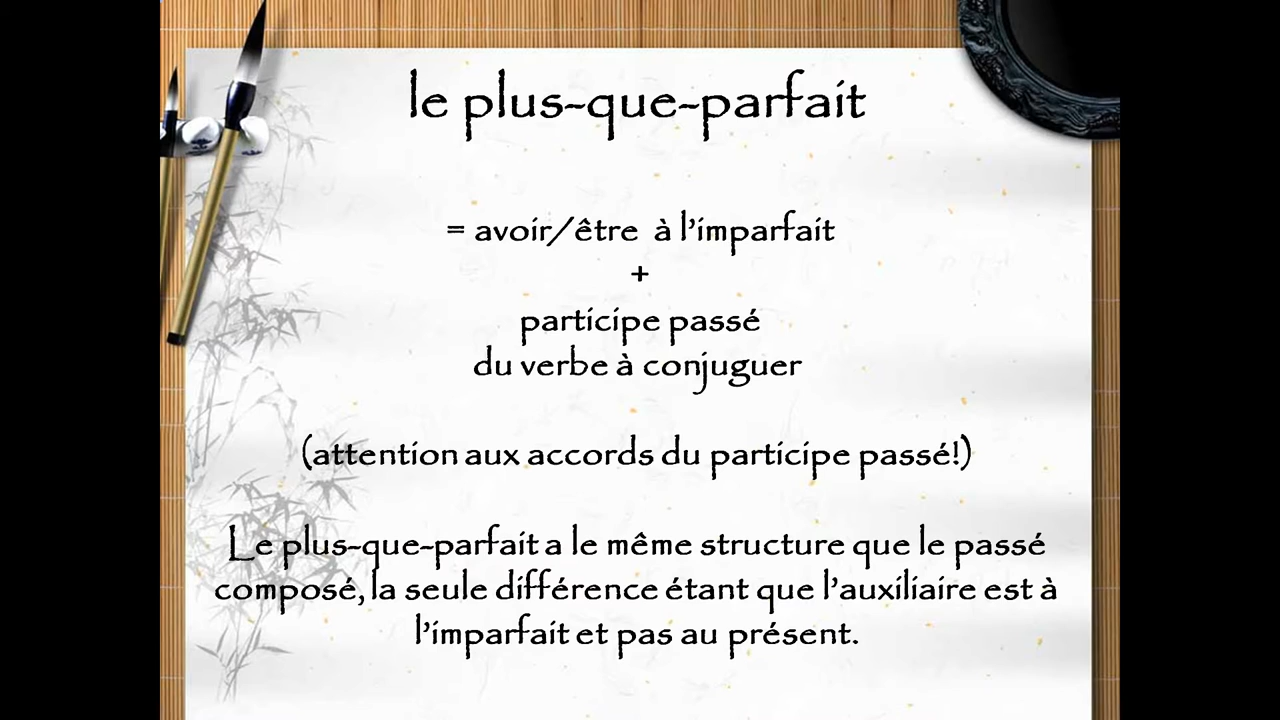 le plus-que-parfait
= avoir/être à l'imparfait
+
participe passé
du verbe à conjuguer
(attention aux accords du participe passé!)
Le plus-que-parfait a le même structure que le passé
composé, la seule différence étant que l'auxiliaire est à
l'imparfait et pas au présent.